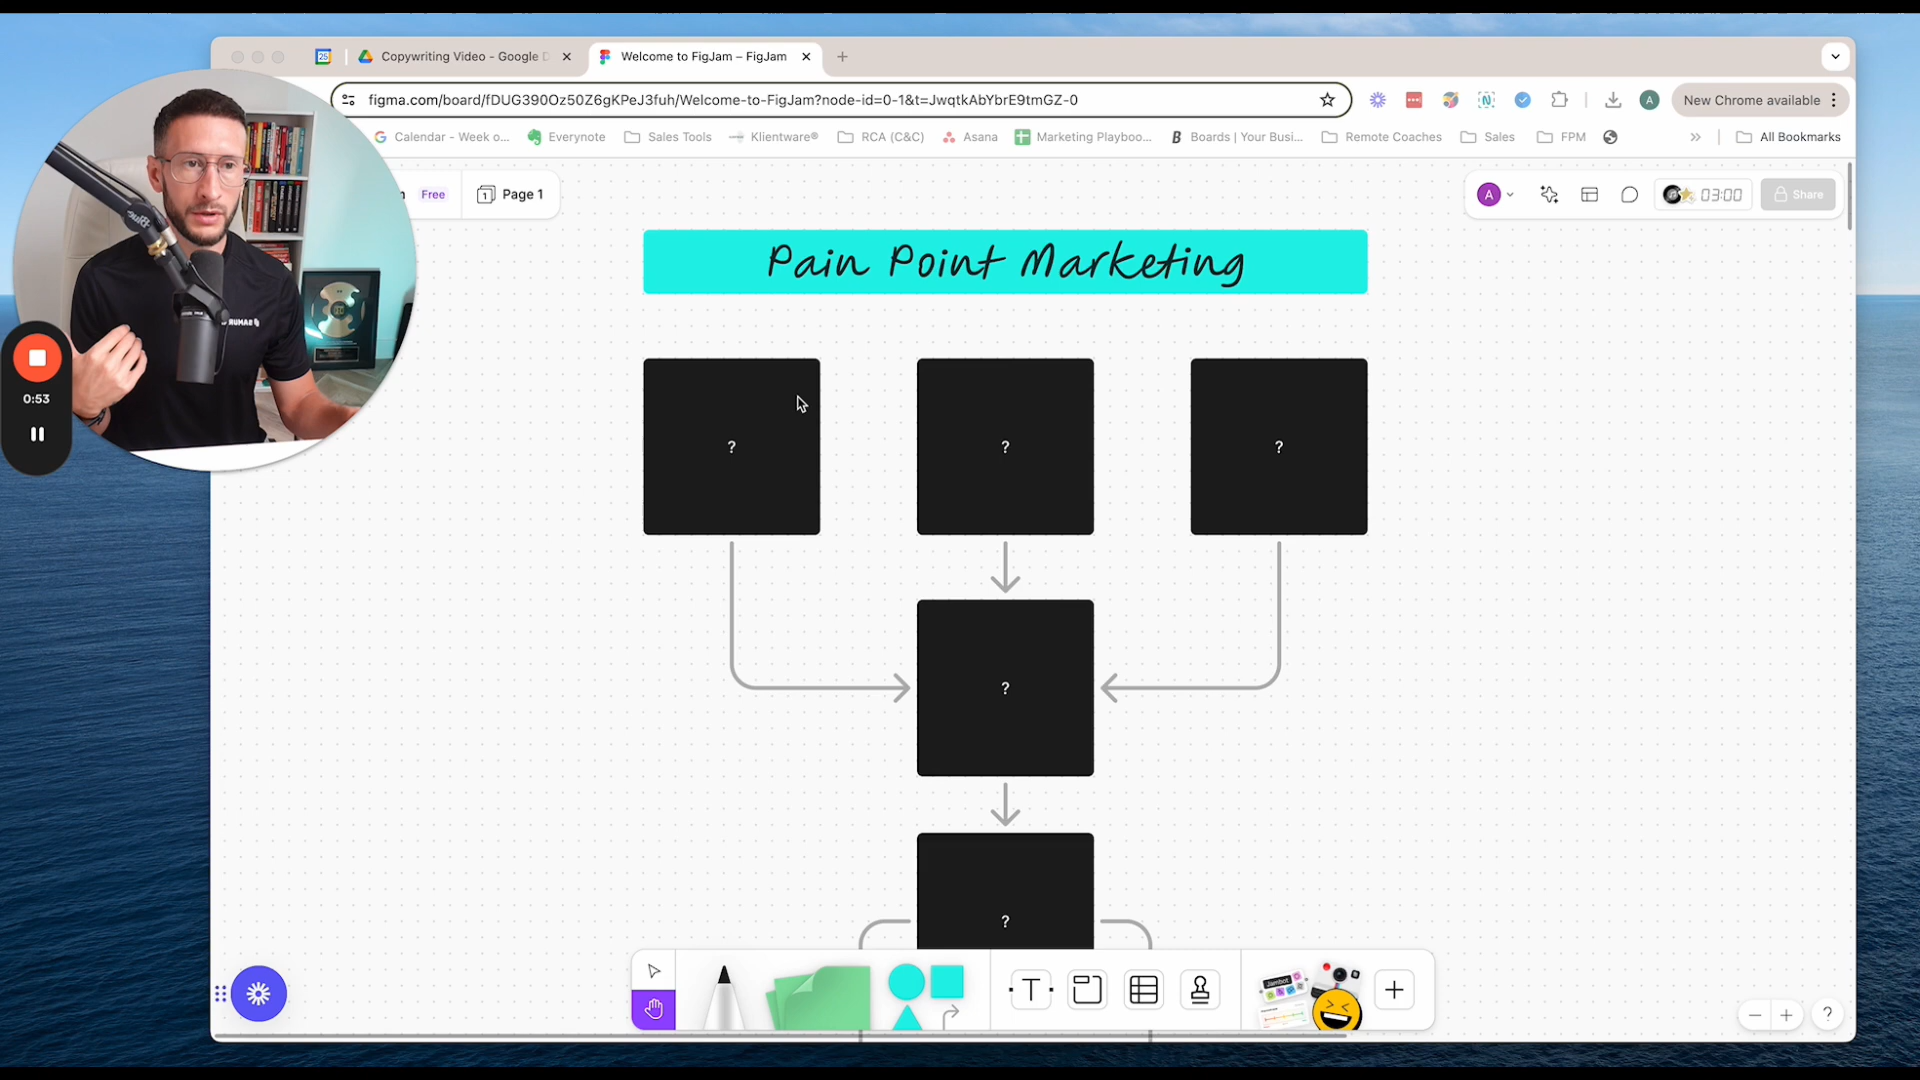 25
Copywriting Video - Google D
Welcome to FigJam – FigJam
figma.com/board/fDUG390Oz50Z6gKPeJ3fuh/Welcome-to-FigJam?node-id=0-1&t=JwqtkAbYbrE9tmGZ-0
A
New Chrome available
Calendar - Week o...
Everynote
Sales Tools
Klientware®
RCA (C&C)
Asana
Marketing Playboo...
Boards | Your Busi...
Remote Coaches
Sales
FPM
All Bookmarks
Free
Page 1
A
03:00
Share
Pain Point Marketing
0:53
?
?
?
?
?
T
Jambot
?